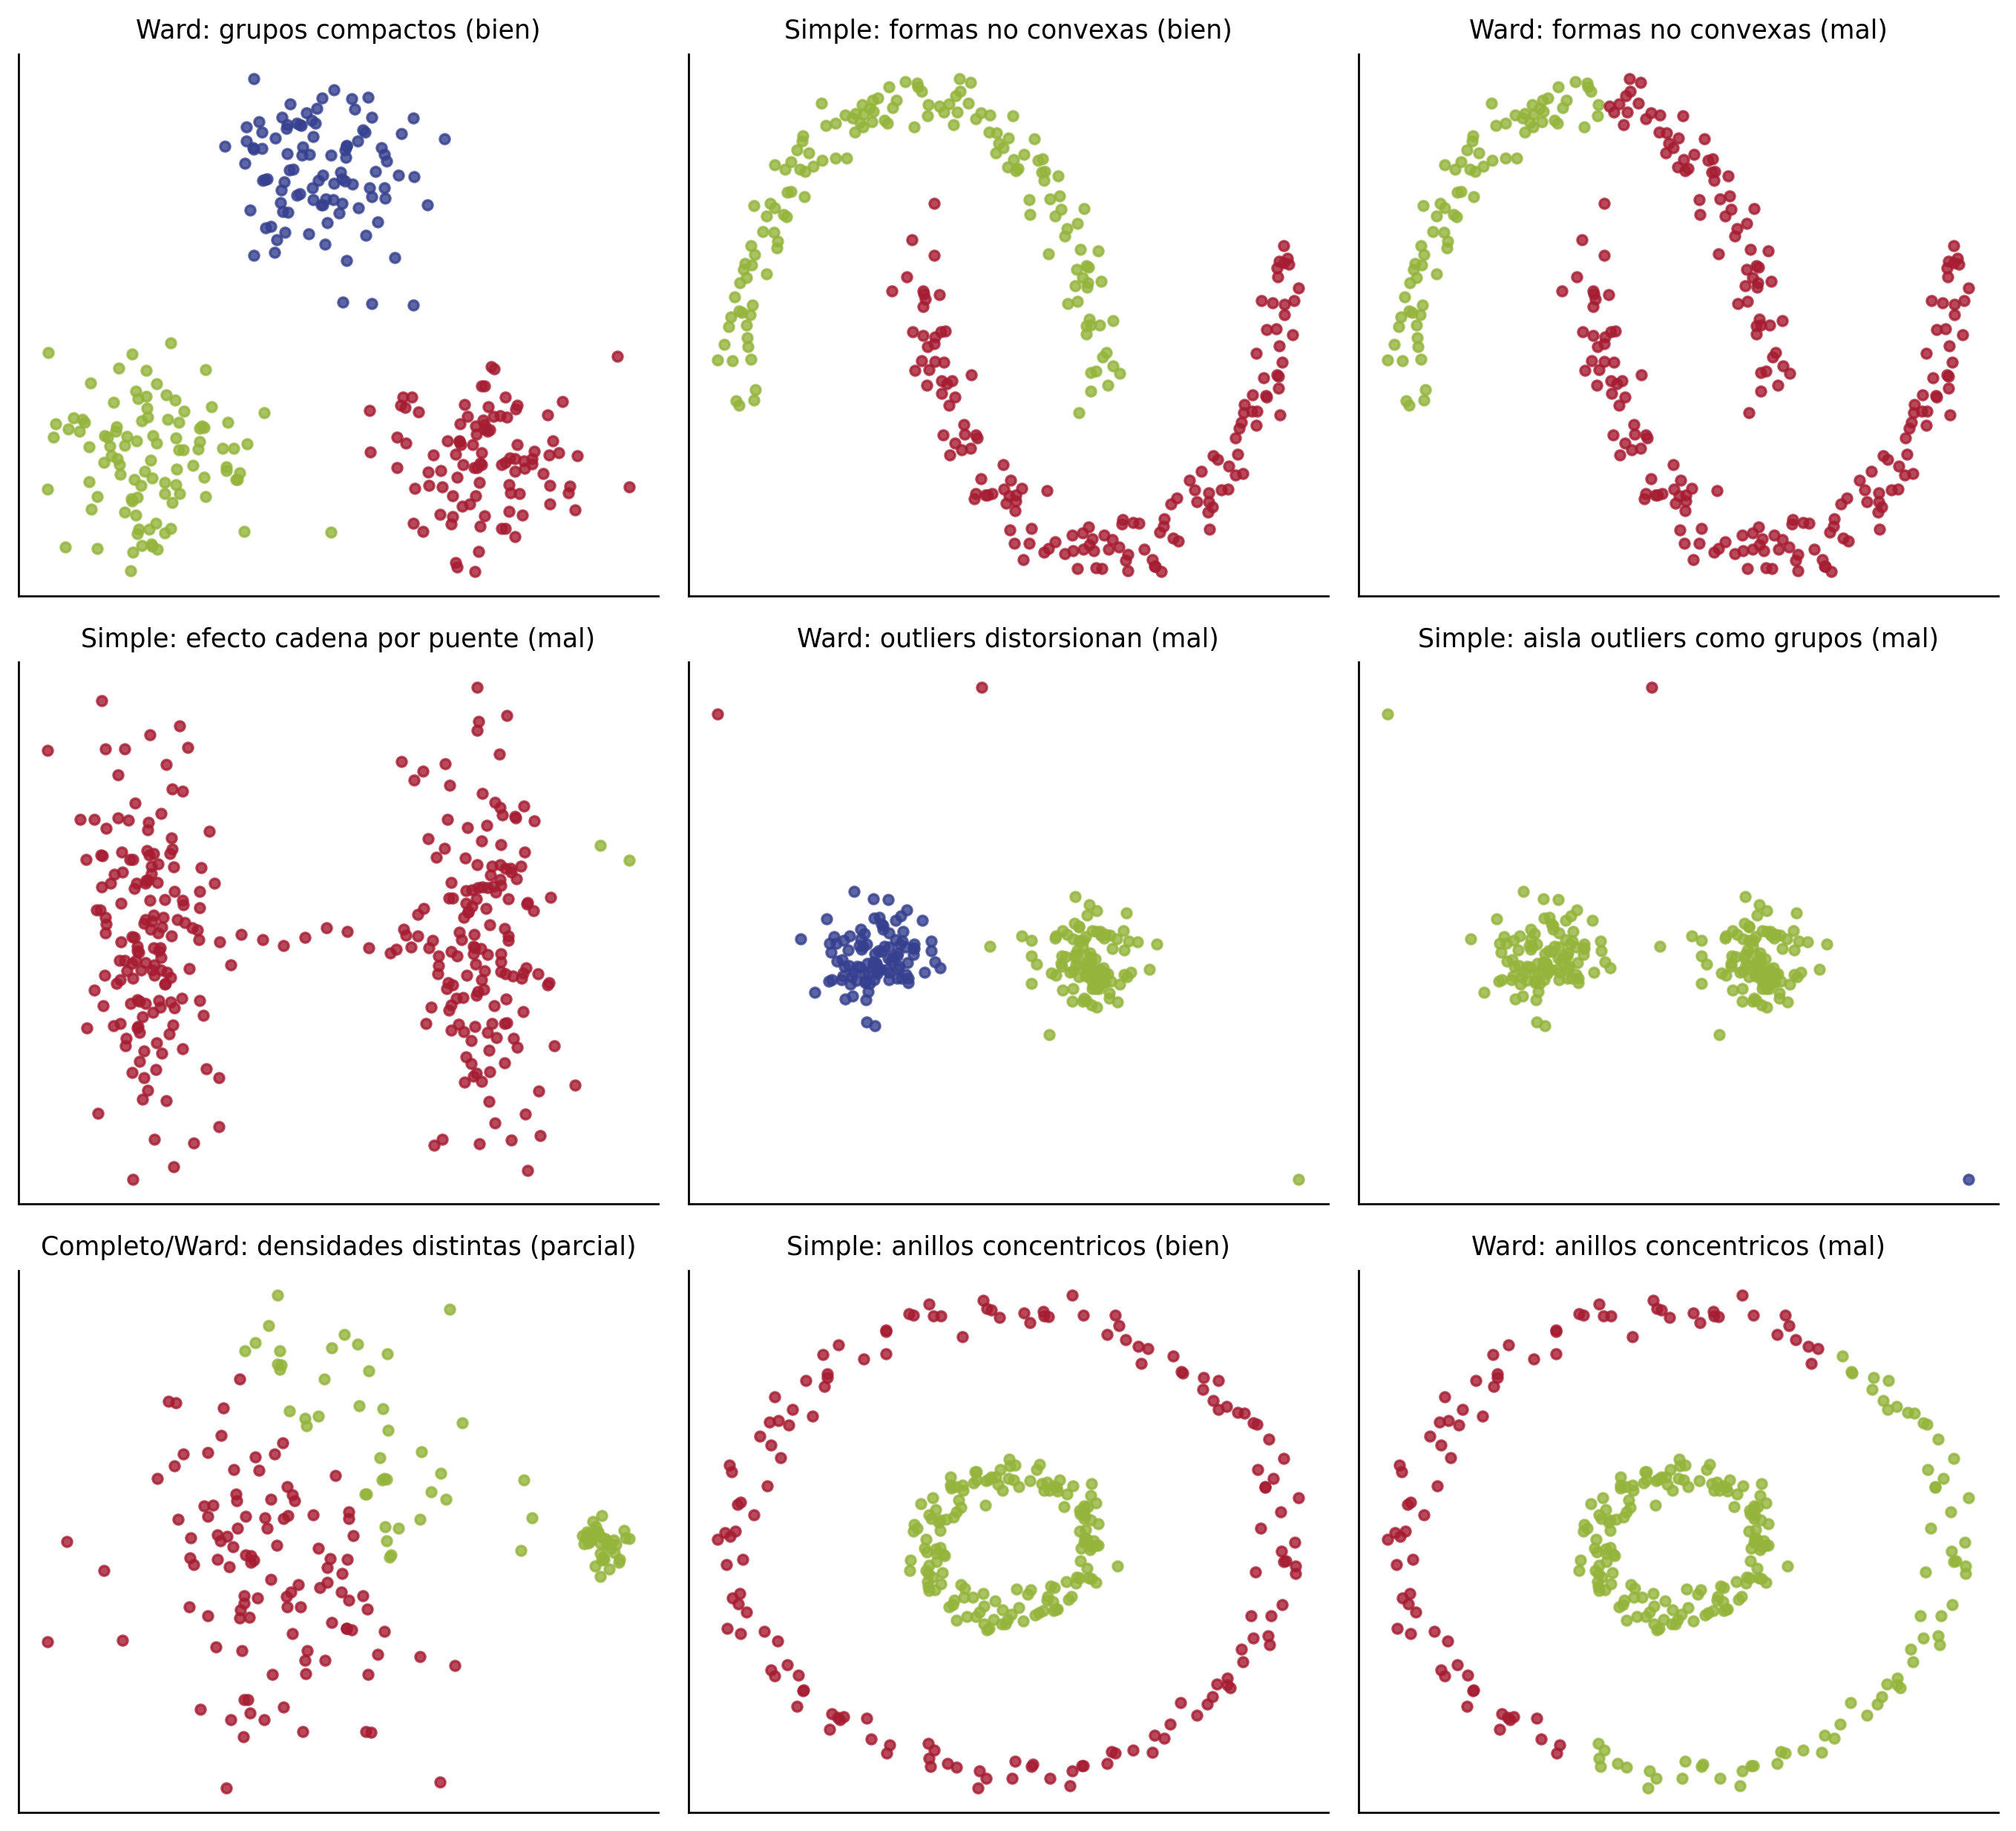 Ward: grupos compactos (bien)
Simple: formas no convexas (bien)
Ward: formas no convexas (mal)
Simple: efecto cadena por puente (mal)
Ward: outliers distorsionan (mal)
Simple: aisla outliers como grupos (mal)
Completo/Ward: densidades distintas (parcial)
Simple: anillos concentricos (bien)
Ward: anillos concentricos (mal)